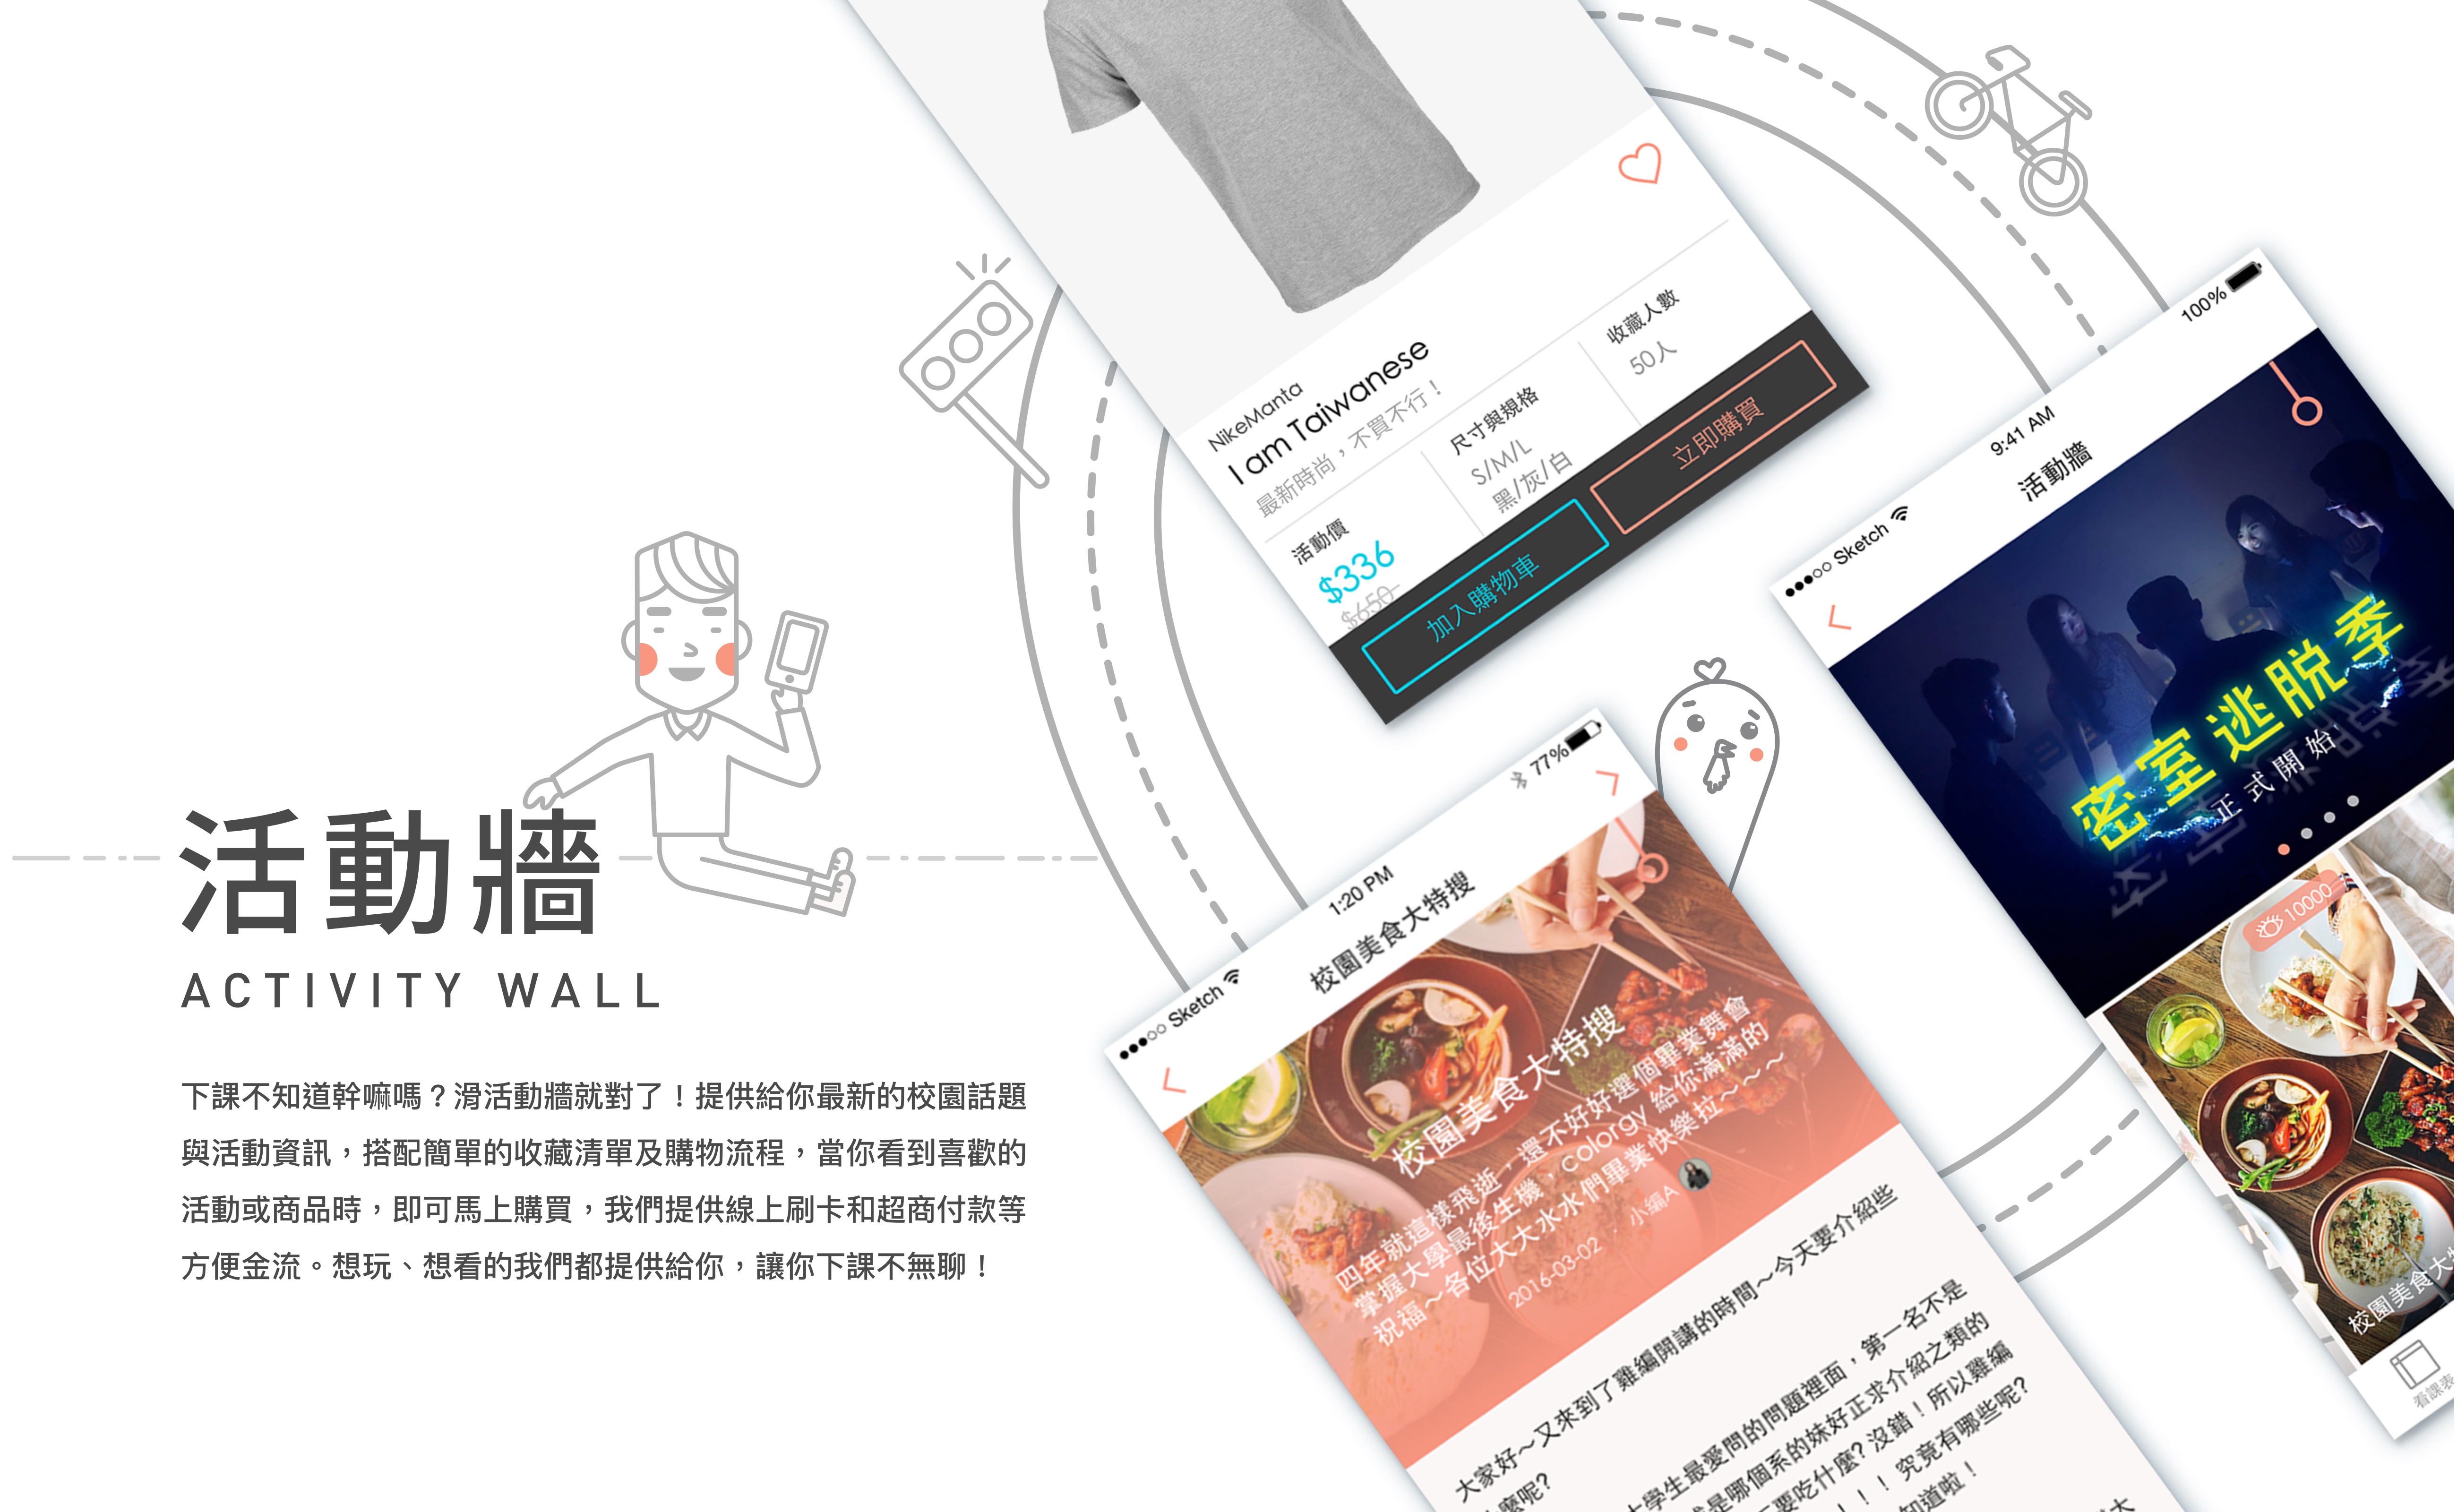 活動牆
ACTIVITY WALL
下課不知道幹嘛嗎？滑活動牆就對了！提供給你最新的校園話題
與活動資訊，搭配簡單的收藏清單及購物流程，當你看到喜歡的
活動或商品時，即可馬上購買，我們提供線上刷卡和超商付款等
方便金流。想玩、想看的我們都提供給你，讓你下課不無聊！
NikeManta
I am Taiwanese
最新時尚，不買不行！
活動價
$336
$650
尺寸與規格
S/M/L
黑/灰/白
收藏人數
50人
加入購物車
立即購買
Sketch
1:20 PM
77%
校園美食大特搜
校園美食大特搜
四年就這樣飛逝，還不好好選個畢業舞會
掌握大學最後生機，colorgy 給你滿滿的
祝福～各位大大水水們畢業快樂拉～～～
2016-03-02 / 小編A
大家好～又來到了雞編開講的時間～今天要介紹些
麼呢？
學生最愛問的問題裡面，第一名不是
是哪個系的妹好正求介紹之類的
要吃什麼？沒錯！所以雞編
！！！究竟有哪些呢？
知道啦！
Sketch
9:41 AM
100%
活動牆
密室逃脫季
正式開始
10000
校園美食大
看課表